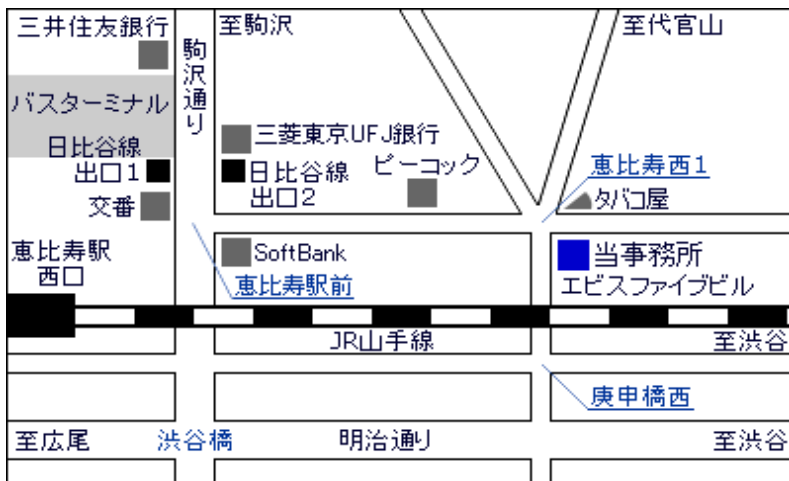 三井住友銀行
至駒沢
至代官山
駒沢通り
バスターミナル
日比谷線
出口1
三菱東京UFJ銀行
日比谷線
出口2
ピーコック
恵比寿西1
タバコ屋
交番
恵比寿駅
西口
SoftBank
恵比寿駅前
当事務所
エビスファイブビル
JR山手線
至渋谷
庚申橋西
至広尾
渋谷橋
明治通り
至渋谷